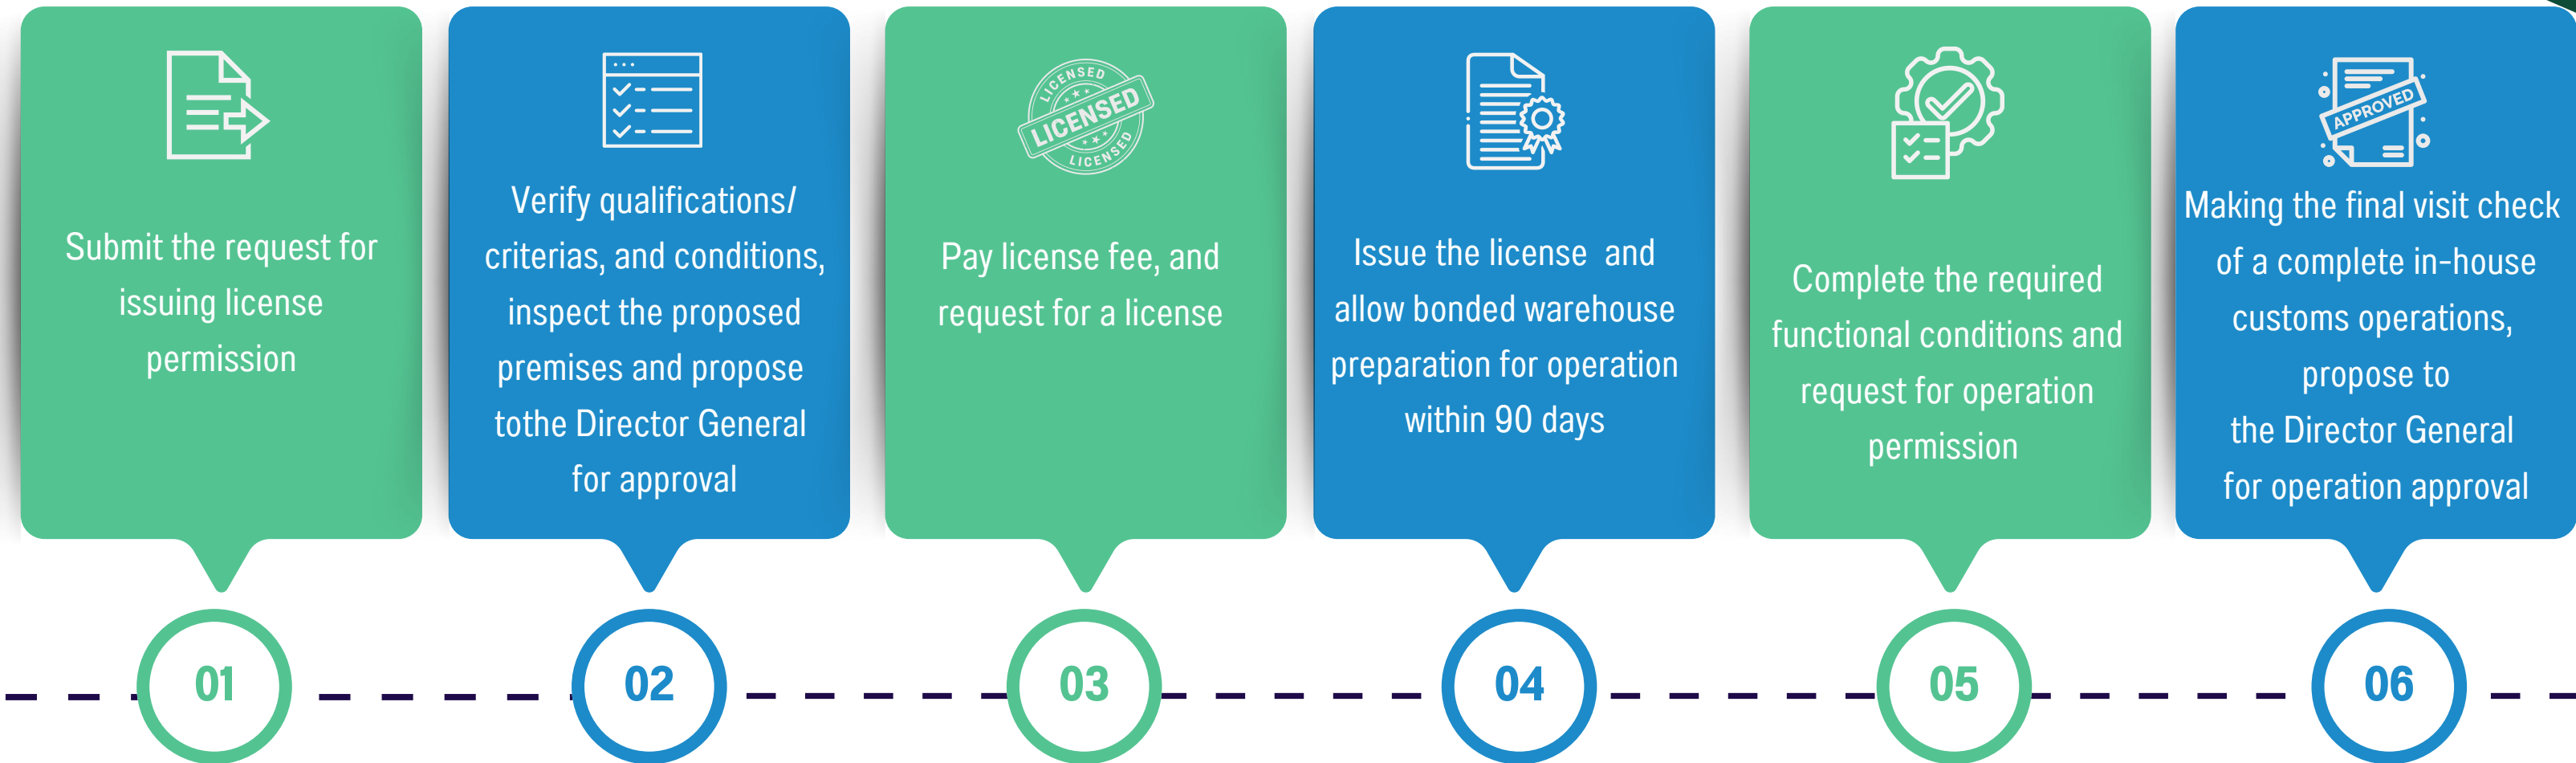 Submit the request for
issuing license
permission
01
Verify qualifications/
criterias, and conditions,
inspect the proposed
premises and propose
tothe Director General
for approval
02
LICENSED
LICENSED
LICENSED
Pay license fee, and
request for a license
03
Issue the license and
allow bonded warehouse
preparation for operation
within 90 days
04
Complete the required
functional conditions and
request for operation
permission
05
APPROVED
Making the final visit check
of a complete in-house
customs operations,
propose to
the Director General
for operation approval
06